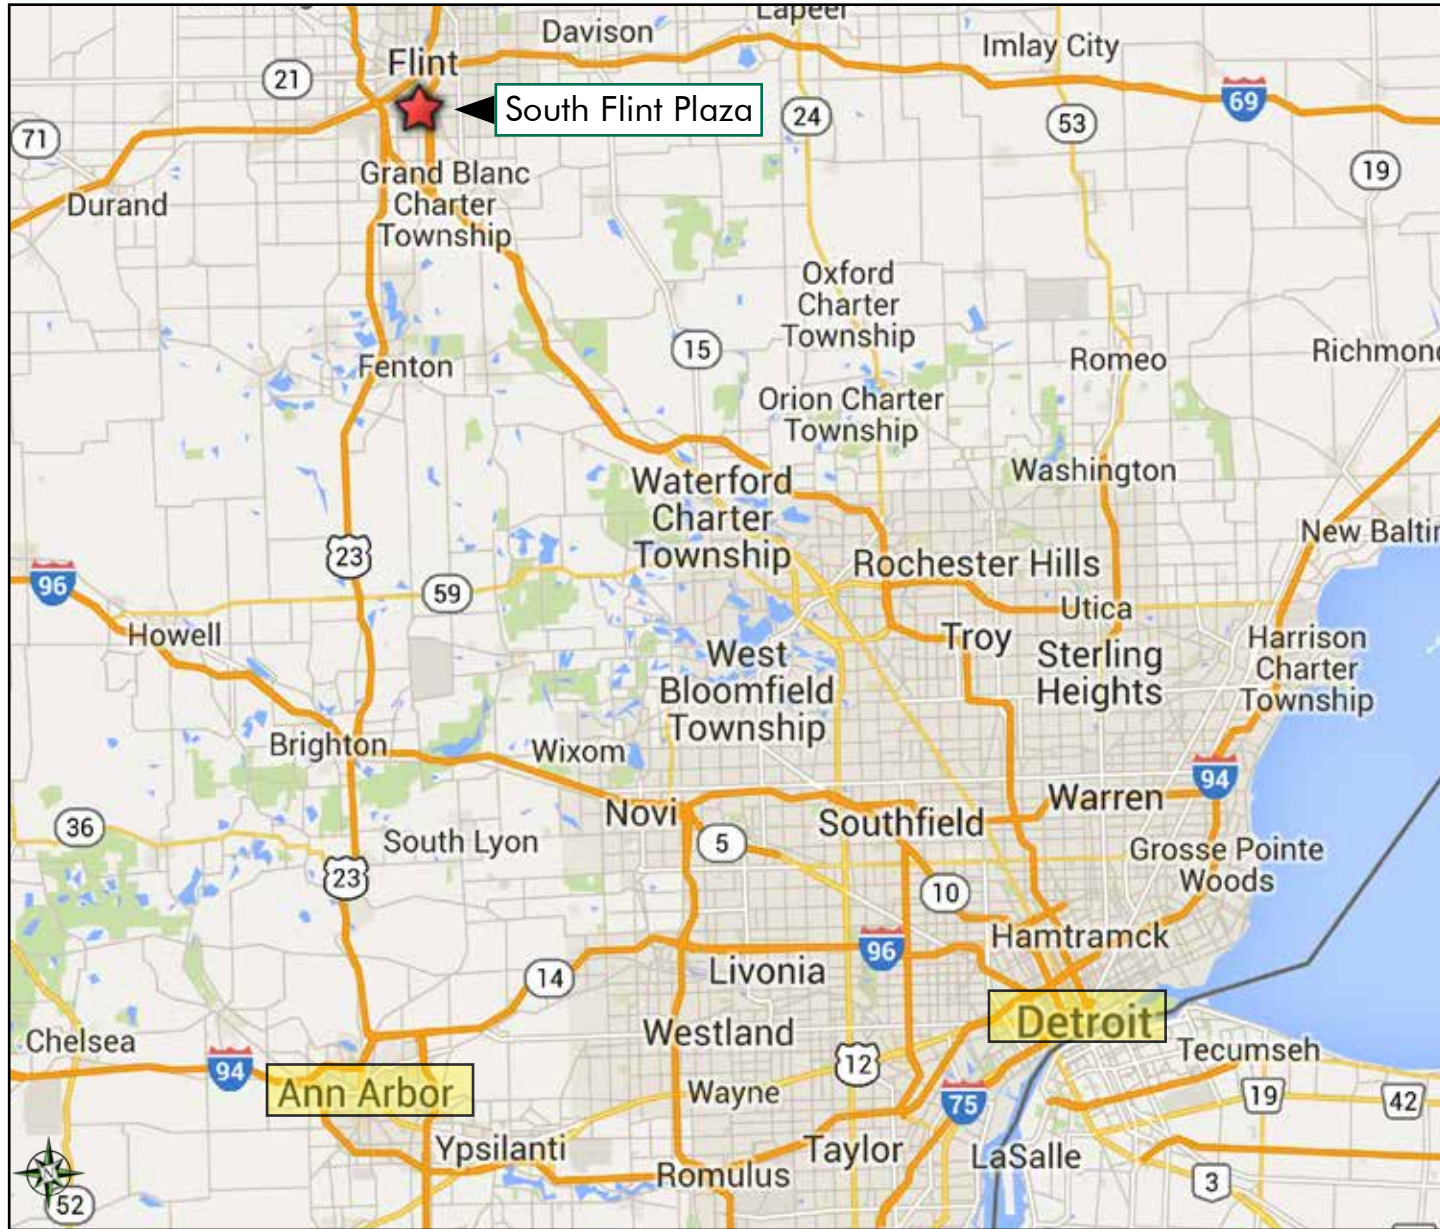 Lapeer
Davison
Imlay City
Flint
21
69
South Flint Plaza
24
53
71
19
Grand Blanc
Charter
Township
Durand
Oxford
Charter
Township
15
Richmond
Romeo
Fenton
Orion Charter
Township
Washington
Waterford
Charter
Township
New Baltim
23
96
59
Rochester Hills
Utica
Howell
Troy
Harrison
Charter
Township
Sterling
Heights
West
Bloomfield
Township
Brighton
Wixom
94
Warren
Novi
Southfield
36
5
South Lyon
Grosse Pointe
Woods
23
10
Hamtramck
96
Livonia
14
Detroit
Westland
Chelsea
Tecumseh
12
94
Ann Arbor
Wayne
75
19
42
Ypsilanti
Taylor
LaSalle
Romulus
N
3
52